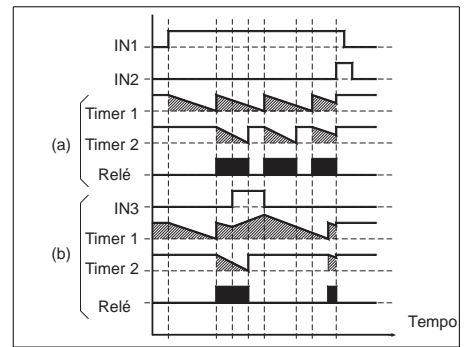 IN1
IN2
Timer 1
(a)
Timer 2
Relé
IN3
Timer 1
(b)
Timer 2
Relé
Tempo